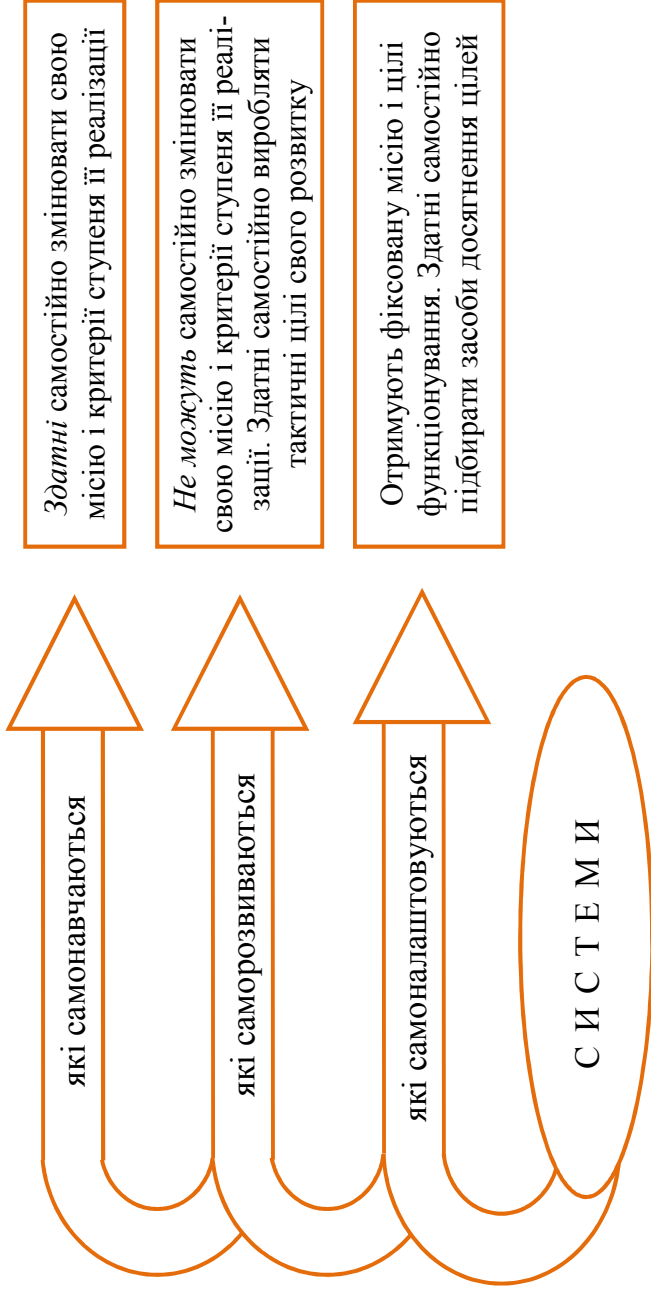 які самонавчаються
Здатні самостійно змінювати свою
місію і критерії ступеня її реалізації
які саморозвиваються
Не можуть самостійно змінювати
свою місію і критерії ступеня її реалі-
зації. Здатні самостійно виробляти
тактичні цілі свого розвитку
які самоналаштовуються
Отримують фіксовану місію і цілі
функціонування. Здатні самостійно
підбирати засоби досягнення цілей
С И С Т Е М И